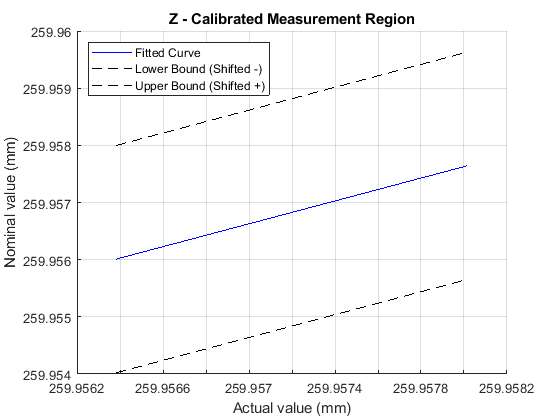 Z - Calibrated Measurement Region
259.96
259.959
259.958
259.957
259.956
259.955
259.954
Nominal value (mm)
Fitted Curve
Lower Bound (Shifted -)
Upper Bound (Shifted +)
259.9562 259.9566 259.957 259.9574 259.9578 259.9582
Actual value (mm)